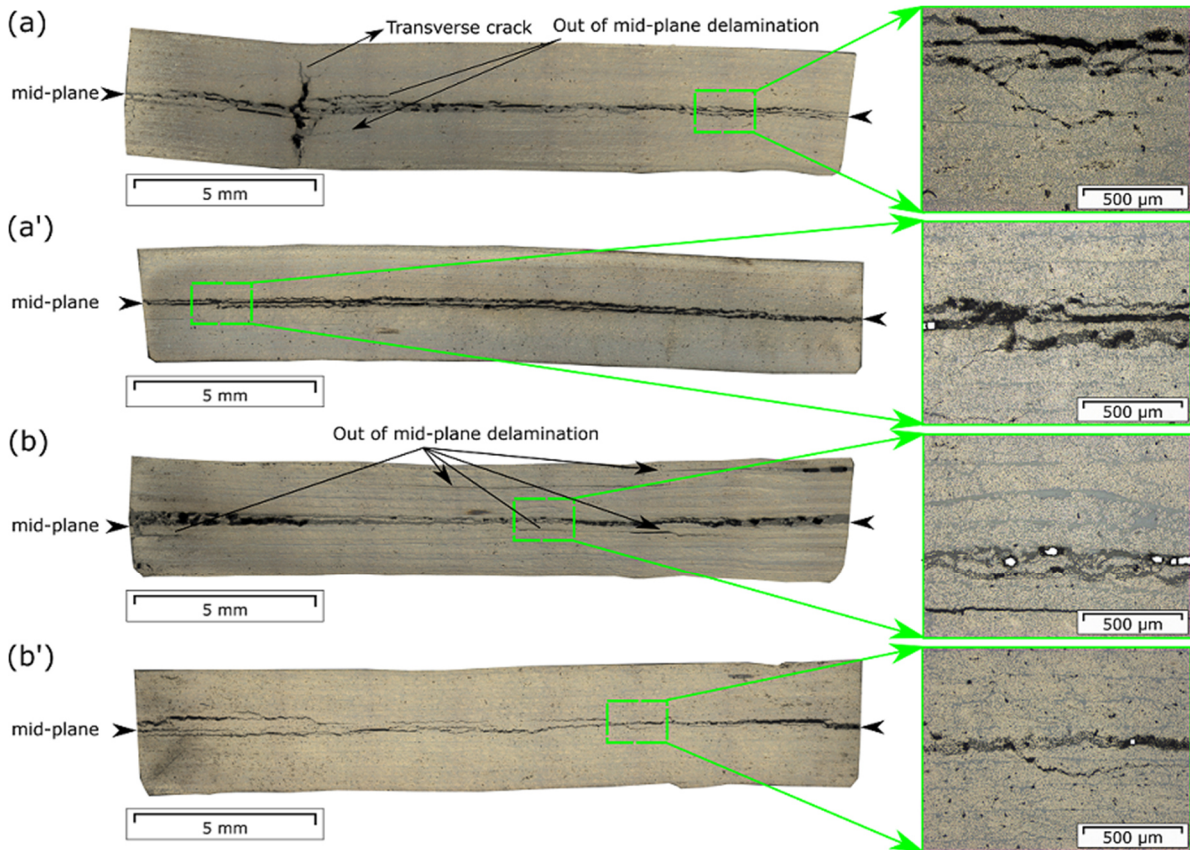 (a)
Transverse crack
Out of mid-plane delamination
mid-plane
5 mm
500 µm
(a')
mid-plane
5 mm
500 µm
(b)
Out of mid-plane delamination
mid-plane
5 mm
500 µm
(b')
mid-plane
5 mm
500 µm